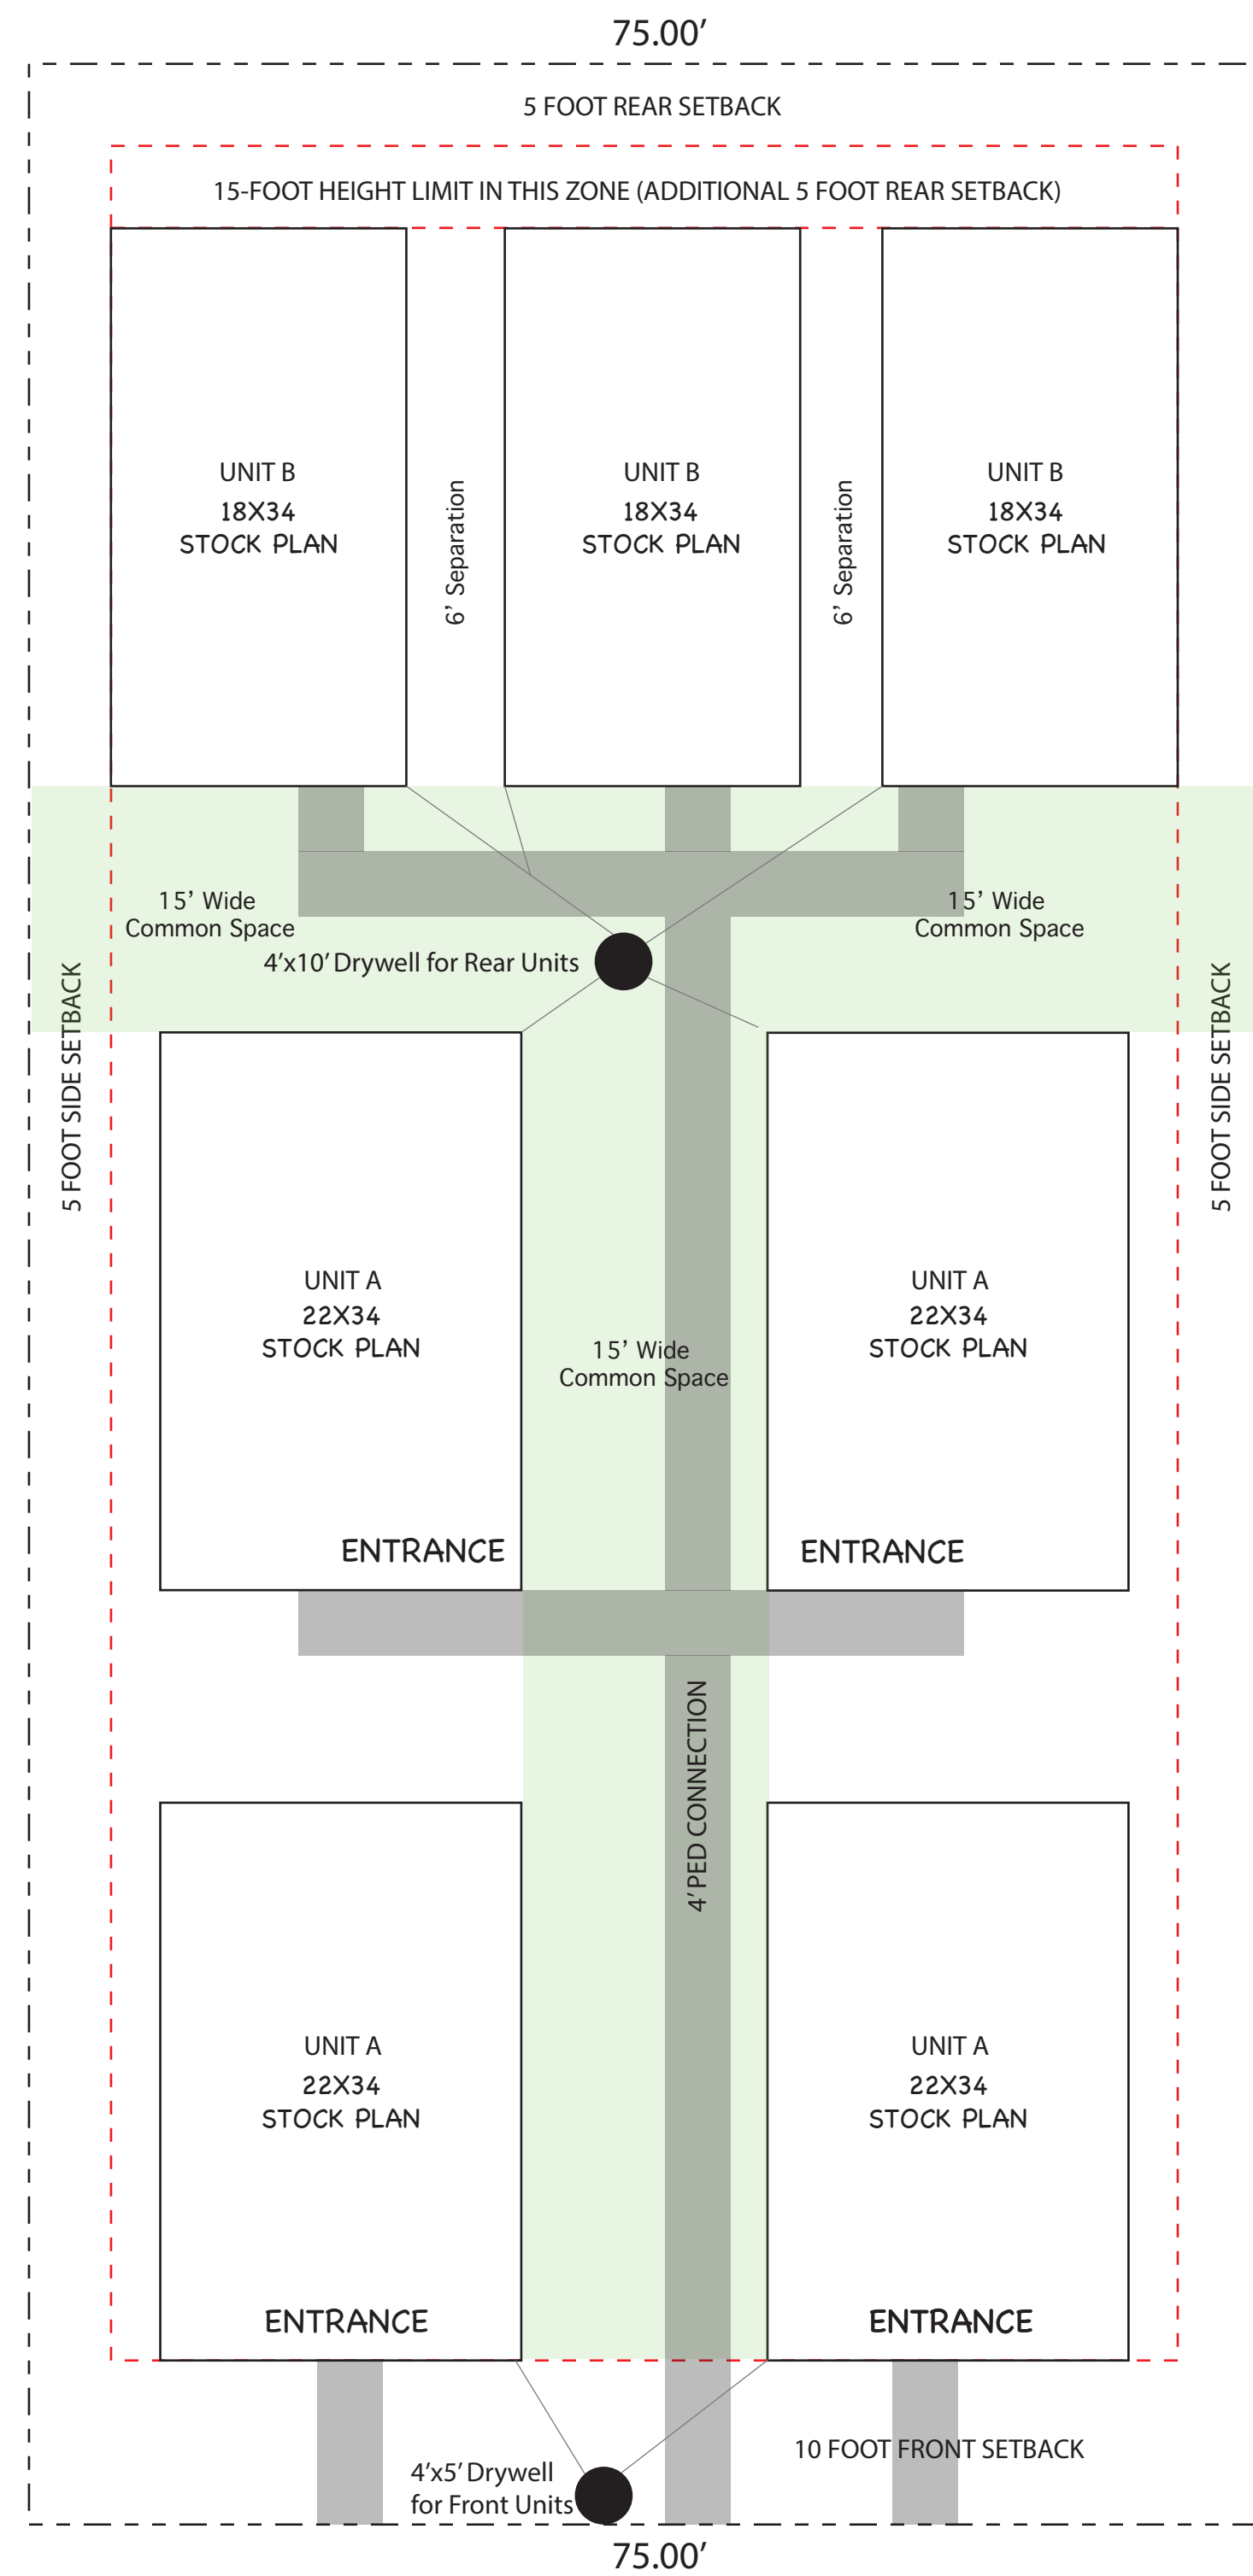 75.00’
5 FOOT REAR SETBACK
15-FOOT HEIGHT LIMIT IN THIS ZONE (ADDITIONAL 5 FOOT REAR SETBACK)
UNIT B
18X34
STOCK PLAN
6’ Separation
UNIT B
18X34
STOCK PLAN
6’ Separation
UNIT B
18X34
STOCK PLAN
15’ Wide
Common Space
15’ Wide
Common Space
4’x10’ Drywell for Rear Units
5 FOOT SIDE SETBACK
5 FOOT SIDE SETBACK
UNIT A
22X34
STOCK PLAN
ENTRANCE
15’ Wide
Common Space
UNIT A
22X34
STOCK PLAN
ENTRANCE
4’ PED CONNECTION
UNIT A
22X34
STOCK PLAN
ENTRANCE
UNIT A
22X34
STOCK PLAN
ENTRANCE
10 FOOT FRONT SETBACK
4’x5’ Drywell
for Front Units
75.00’